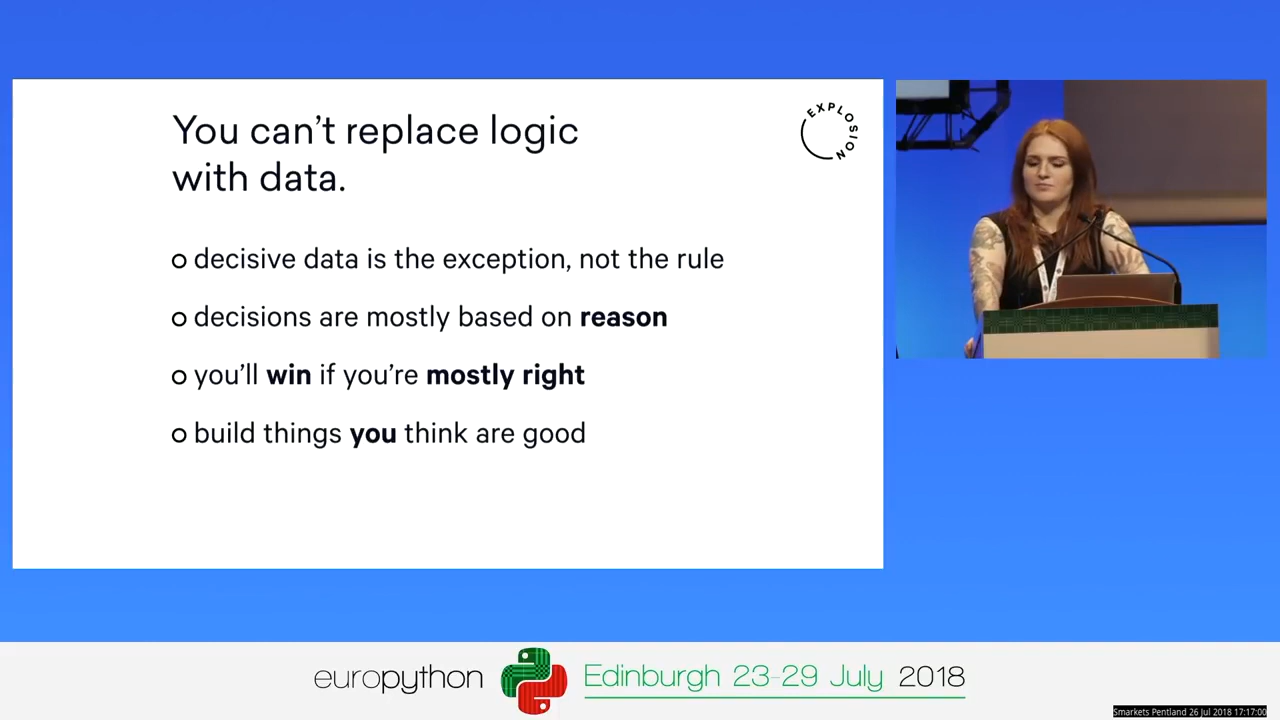 You can't replace logic
with data.
EXPLOSION
o decisive data is the exception, not the rule
o decisions are mostly based on reason
o you'll win if you're mostly right
o build things you think are good
europython
Edinburgh 23-29 July 2018
Smarkets Pentland 26 Jul 2018 17:17:00